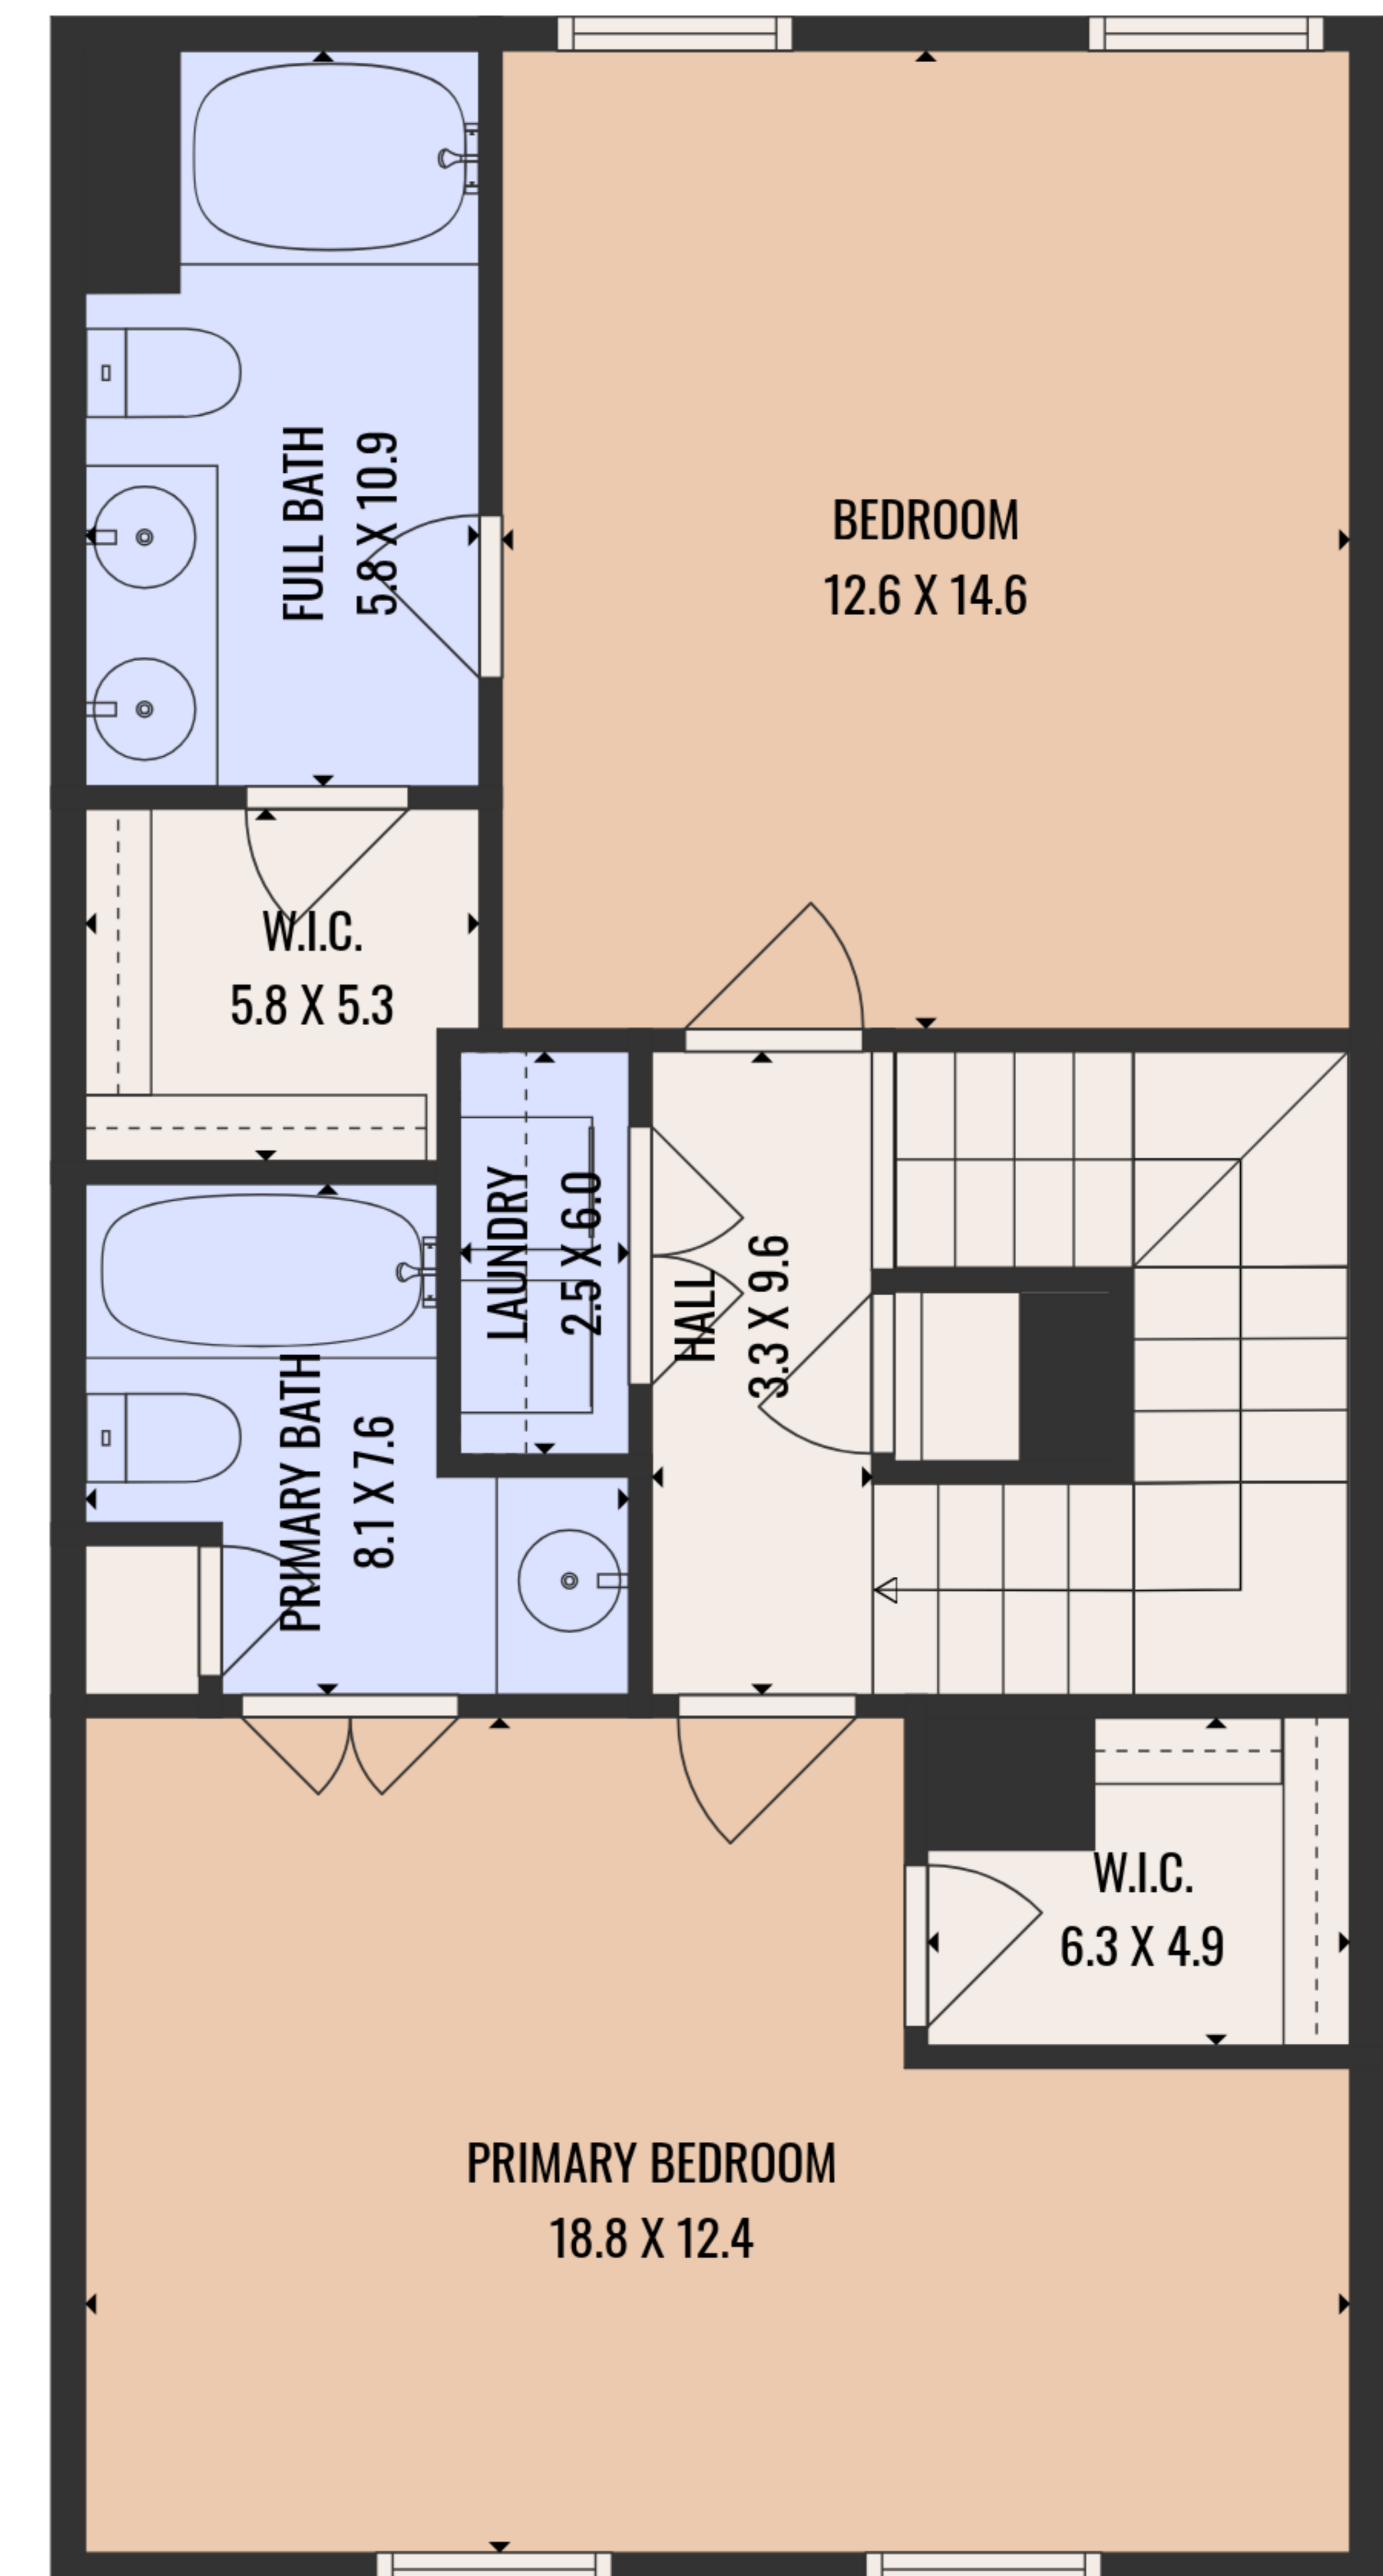 FULL BATH
5.8 X 10.9
BEDROOM
12.6 X 14.6
W.I.C.
5.8 X 5.3
LAUNDRY
2.5 X 6.0
HALL
3.3 X 9.6
PRIMARY BATH
8.1 X 7.6
W.I.C.
6.3 X 4.9
PRIMARY BEDROOM
18.8 X 12.4